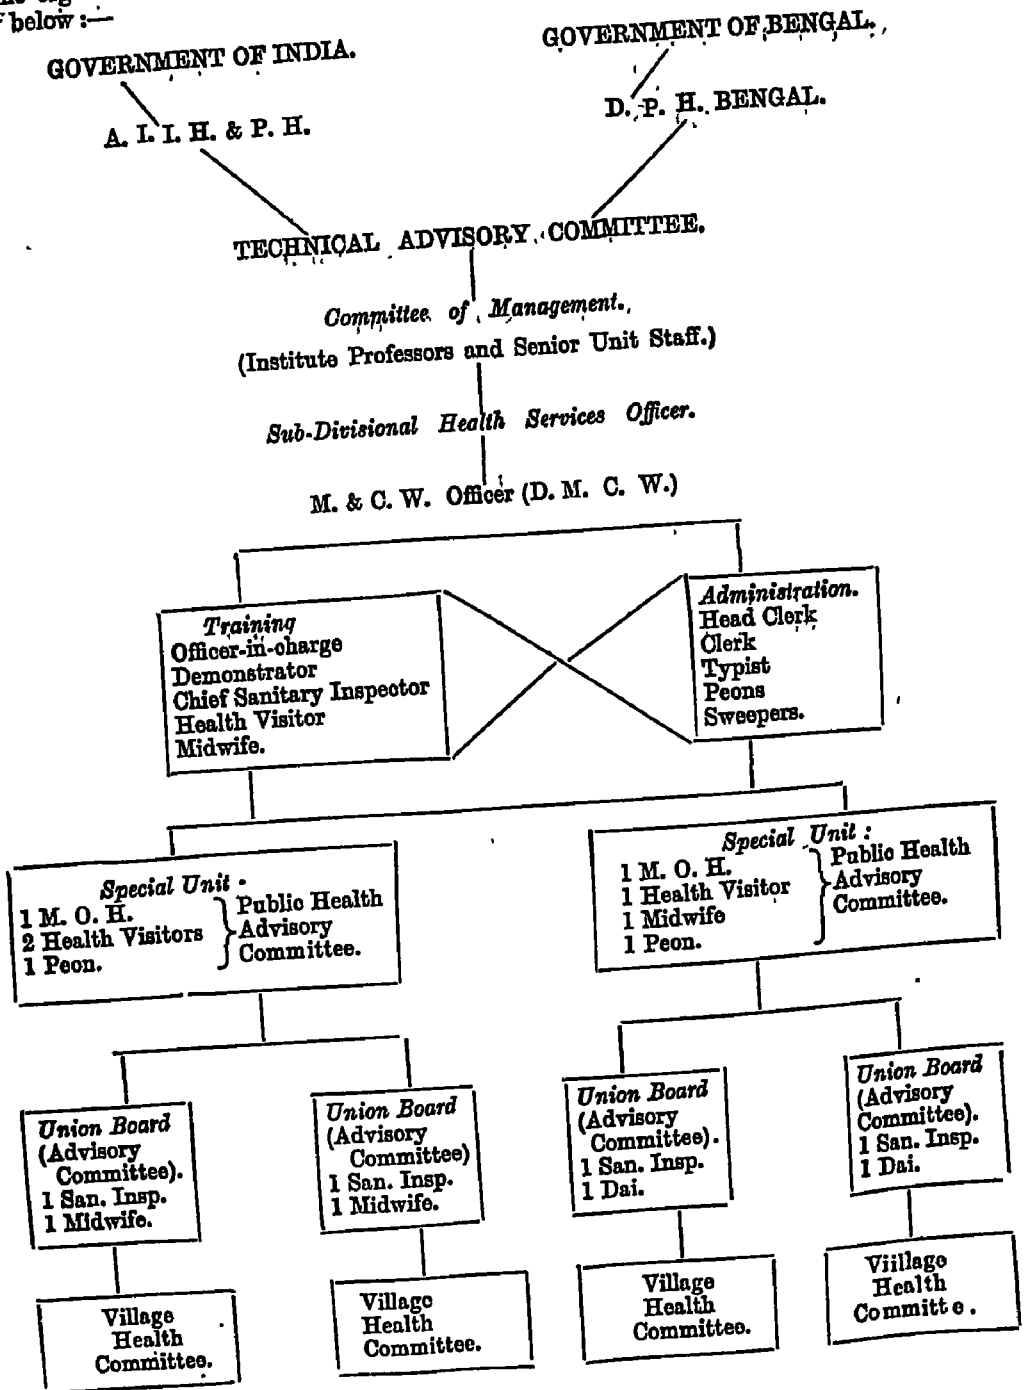 below :—
GOVERNMENT OF INDIA.
GOVERNMENT OF BENGAL.
A. I. I. H. & P. H.
D. P. H. BENGAL.
TECHNICAL ADVISORY COMMITTEE.
Committee of Management.
(Institute Professors and Senior Unit Staff.)
Sub-Divisional Health Services Officer.
M. & C. W. Officer (D. M. C. W.)
Training
Officer-in-charge
Demonstrator
Chief Sanitary Inspector
Health Visitor
Midwife.
Administration.
Head Clerk
Clerk
Typist
Peons
Sweepers.
Special Unit.
1 M. O. H.
2 Health Visitors
1 Peon.
Public Health
Advisory
Committee.
Special Unit :
1 M. O. H.
1 Health Visitor
1 Midwife
1 Peon.
Public Health
Advisory
Committee.
Union Board
(Advisory
Committee).
1 San. Insp.
1 Midwife.
Union Board
(Advisory
Committee)
1 San. Insp.
1 Midwife.
Union Board
(Advisory
Committee).
1 San. Insp.
1 Dai.
Union Board
(Advisory
Committee).
1 San. Insp.
1 Dai.
Village
Health
Committee.
Village
Health
Committee.
Village
Health
Committee.
Viillage
Health
Committe.